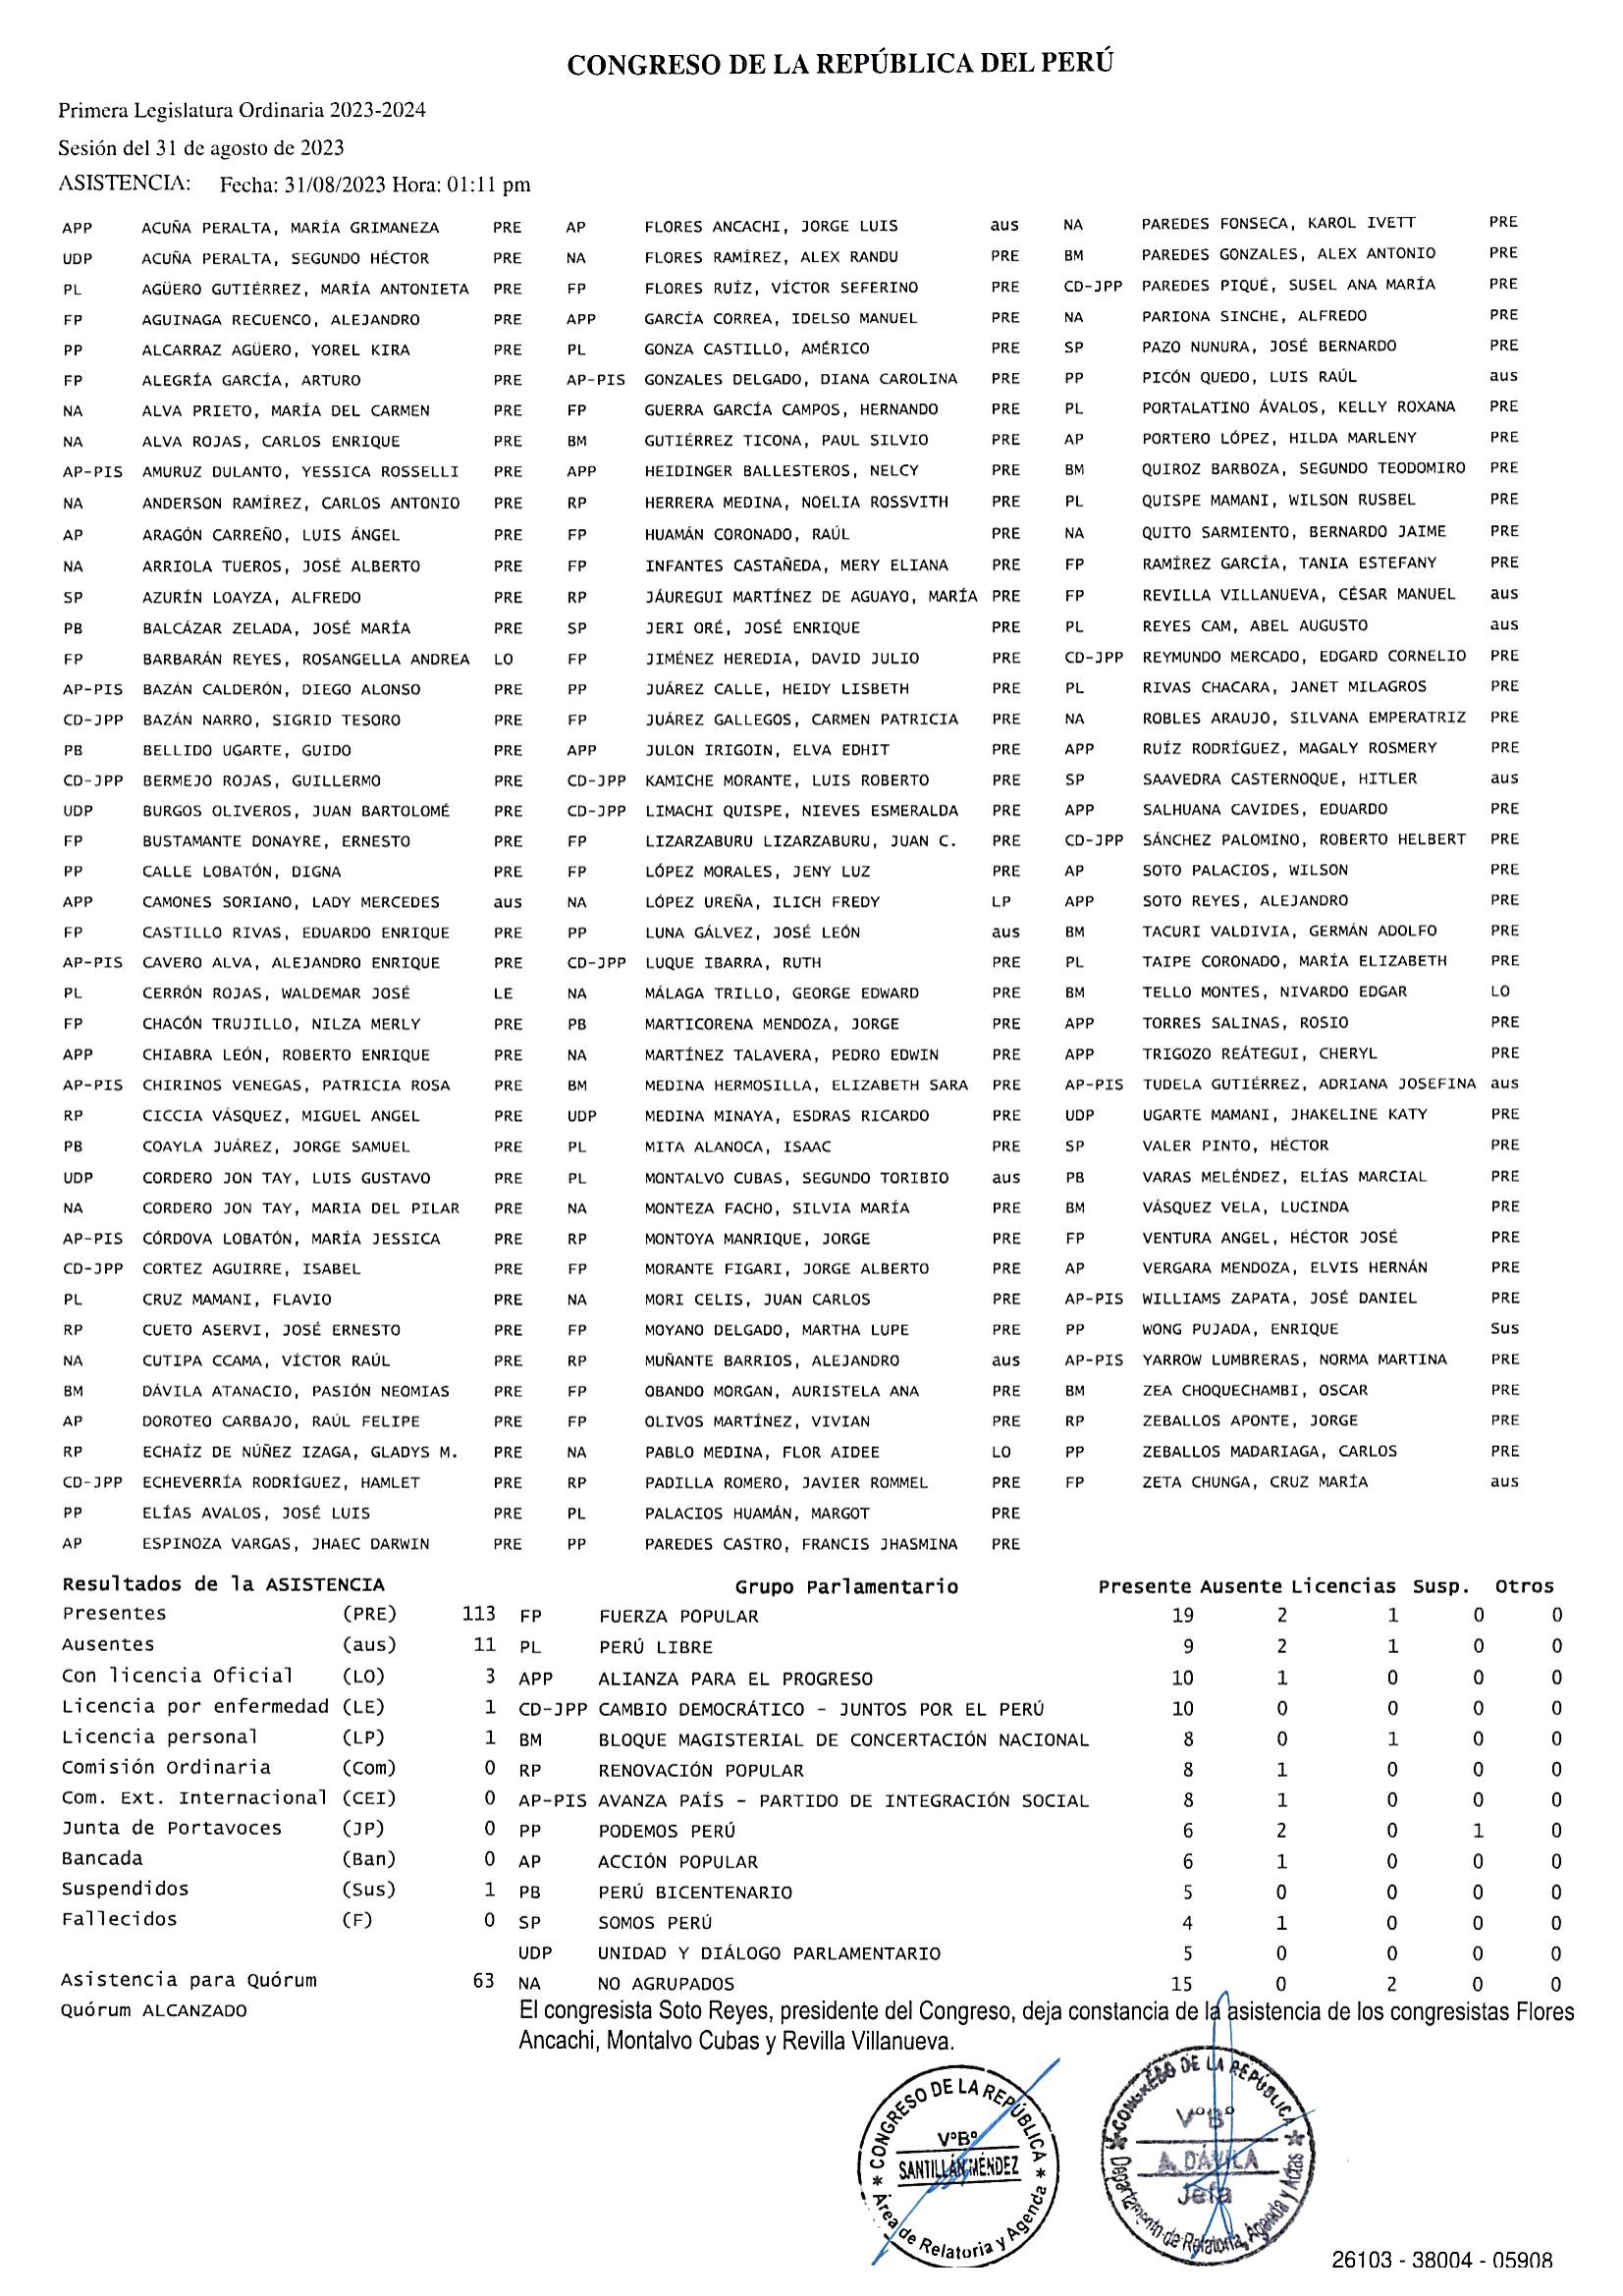 CONGRESO DE LA REPÚBLICA DEL PERÚ
Primera Legislatura Ordinaria 2023-2024
Sesión del 31 de agosto de 2023
ASISTENCIA: Fecha: 31/08/2023 Hora: 01:11 pm
APP ACUÑA PERALTA, MARÍA GRIMANEZA PRE AP FLORES ANCACHI, JORGE LUIS aus NA PAREDES FONSECA, KAROL IVETT PRE
UDP ACUÑA PERALTA, SEGUNDO HÉCTOR PRE NA FLORES RAMÍREZ, ALEX RANDU PRE BM PAREDES GONZALES, ALEX ANTONIO PRE
PL AGÜERO GUTIÉRREZ, MARÍA ANTONIETA PRE FP FLORES RUÍZ, VÍCTOR SEFERINO PRE CD-JPP PAREDES PIQUÉ, SUSEL ANA MARÍA PRE
FP AGUINAGA RECUENCO, ALEJANDRO PRE APP GARCÍA CORREA, IDELSO MANUEL PRE NA PARIONA SINCHE, ALFREDO PRE
PP ALCARRAZ AGÜERO, YOREL KIRA PRE PL GONZA CASTILLO, AMÉRICO PRE SP PAZO NUNURA, JOSÉ BERNARDO PRE
FP ALEGRÍA GARCÍA, ARTURO PRE AP-PIS GONZALES DELGADO, DIANA CAROLINA PRE PP PICÓN QUEDO, LUIS RAÚL aus
NA ALVA PRIETO, MARÍA DEL CARMEN PRE FP GUERRA GARCÍA CAMPOS, HERNANDO PRE PL PORTALATINO ÁVALOS, KELLY ROXANA PRE
NA ALVA ROJAS, CARLOS ENRIQUE PRE BM GUTIÉRREZ TICONA, PAUL SILVIO PRE AP PORTERO LÓPEZ, HILDA MARLENY PRE
AP-PIS AMURUZ DULANTO, YESSICA ROSSELLI PRE APP HEIDINGER BALLESTEROS, NELCY PRE BM QUIROZ BARBOZA, SEGUNDO TEODOMIRO PRE
NA ANDERSON RAMÍREZ, CARLOS ANTONIO PRE RP HERRERA MEDINA, NOELIA ROSSVITH PRE PL QUISPE MAMANI, WILSON RUSBEL PRE
AP ARAGÓN CARREÑO, LUIS ÁNGEL PRE FP HUAMÁN CORONADO, RAÚL PRE NA QUITO SARMIENTO, BERNARDO JAIME PRE
NA ARRIOLA TUEROS, JOSÉ ALBERTO PRE FP INFANTES CASTAÑEDA, MERY ELIANA PRE FP RAMÍREZ GARCÍA, TANIA ESTEFANY PRE
SP AZURÍN LOAYZA, ALFREDO PRE RP JÁUREGUI MARTÍNEZ DE AGUAYO, MARÍA PRE FP REVILLA VILLANUEVA, CÉSAR MANUEL aus
PB BALCÁZAR ZELADA, JOSÉ MARÍA PRE SP JERI ORÉ, JOSÉ ENRIQUE PRE PL REYES CAM, ABEL AUGUSTO aus
FP BARBARÁN REYES, ROSANGELLA ANDREA LO FP JIMÉNEZ HEREDIA, DAVID JULIO PRE CD-JPP REYMUNDO MERCADO, EDGARD CORNELIO PRE
AP-PIS BAZÁN CALDERÓN, DIEGO ALONSO PRE PP JUÁREZ CALLE, HEIDY LISBETH PRE PL RIVAS CHACARA, JANET MILAGROS PRE
CD-JPP BAZÁN NARRO, SIGRID TESORO PRE FP JUÁREZ GALLEGOS, CARMEN PATRICIA PRE NA ROBLES ARAUJO, SILVANA EMPERATRIZ PRE
PB BELLIDO UGARTE, GUIDO PRE APP JULON IRIGOIN, ELVA EDHIT PRE APP RUÍZ RODRÍGUEZ, MAGALY ROSMERY PRE
CD-JPP BERMEJO ROJAS, GUILLERMO PRE CD-JPP KAMICHE MORANTE, LUIS ROBERTO PRE SP SAAVEDRA CASTERNOQUE, HITLER aus
UDP BURGOS OLIVEROS, JUAN BARTOLOMÉ PRE CD-JPP LIMACHI QUISPE, NIEVES ESMERALDA PRE APP SALHUANA CAVIDES, EDUARDO PRE
FP BUSTAMANTE DONAYRE, ERNESTO PRE FP LIZARZABURU LIZARZABURU, JUAN C. PRE CD-JPP SÁNCHEZ PALOMINO, ROBERTO HELBERT PRE
PP CALLE LOBATÓN, DIGNA PRE FP LÓPEZ MORALES, JENY LUZ PRE AP SOTO PALACIOS, WILSON PRE
APP CAMONES SORIANO, LADY MERCEDES aus NA LÓPEZ UREÑA, ILICH FREDY LP APP SOTO REYES, ALEJANDRO PRE
FP CASTILLO RIVAS, EDUARDO ENRIQUE PRE PP LUNA GÁLVEZ, JOSÉ LEÓN aus BM TACURI VALDIVIA, GERMÁN ADOLFO PRE
AP-PIS CAVERO ALVA, ALEJANDRO ENRIQUE PRE CD-JPP LUQUE IBARRA, RUTH PRE PL TAIPE CORONADO, MARÍA ELIZABETH PRE
PL CERRÓN ROJAS, WALDEMAR JOSÉ LE NA MÁLAGA TRILLO, GEORGE EDWARD PRE BM TELLO MONTES, NIVARDO EDGAR LO
FP CHACÓN TRUJILLO, NILZA MERLY PRE PB MARTICORENA MENDOZA, JORGE PRE APP TORRES SALINAS, ROSIO PRE
APP CHIABRA LEÓN, ROBERTO ENRIQUE PRE NA MARTÍNEZ TALAVERA, PEDRO EDWIN PRE APP TRIGOZO REÁTEGUI, CHERYL PRE
AP-PIS CHIRINOS VENEGAS, PATRICIA ROSA PRE BM MEDINA HERMOSILLA, ELIZABETH SARA PRE AP-PIS TUDELA GUTIÉRREZ, ADRIANA JOSEFINA aus
RP CICCIA VÁSQUEZ, MIGUEL ANGEL PRE UDP MEDINA MINAYA, ESDRAS RICARDO PRE UDP UGARTE MAMANI, JHAKELINE KATY PRE
PB COAYLA JUÁREZ, JORGE SAMUEL PRE PL MITA ALANOCA, ISAAC PRE SP VALER PINTO, HÉCTOR PRE
UDP CORDERO JON TAY, LUIS GUSTAVO PRE PL MONTALVO CUBAS, SEGUNDO TORIBIO aus PB VARAS MELÉNDEZ, ELÍAS MARCIAL PRE
NA CORDERO JON TAY, MARIA DEL PILAR PRE NA MONTEZA FACHO, SILVIA MARÍA PRE BM VÁSQUEZ VELA, LUCINDA PRE
AP-PIS CÓRDOVA LOBATÓN, MARÍA JESSICA PRE RP MONTOYA MANRIQUE, JORGE PRE FP VENTURA ANGEL, HÉCTOR JOSÉ PRE
CD-JPP CORTEZ AGUIRRE, ISABEL PRE FP MORANTE FIGARI, JORGE ALBERTO PRE AP VERGARA MENDOZA, ELVIS HERNÁN PRE
PL CRUZ MAMANI, FLAVIO PRE NA MORI CELIS, JUAN CARLOS PRE AP-PIS WILLIAMS ZAPATA, JOSÉ DANIEL PRE
RP CUETO ASERVI, JOSÉ ERNESTO PRE FP MOYANO DELGADO, MARTHA LUPE PRE PP WONG PUJADA, ENRIQUE Sus
NA CUTIPA CCAMA, VÍCTOR RAÚL PRE RP MUÑANTE BARRIOS, ALEJANDRO aus AP-PIS YARROW LUMBRERAS, NORMA MARTINA PRE
BM DÁVILA ATANACIO, PASIÓN NEOMIAS PRE FP OBANDO MORGAN, AURISTELA ANA PRE BM ZEA CHOQUECHAMBI, OSCAR PRE
AP DOROTEO CARBAJO, RAÚL FELIPE PRE FP OLIVOS MARTÍNEZ, VIVIAN PRE RP ZEBALLOS APONTE, JORGE PRE
RP ECHAÍZ DE NÚÑEZ IZAGA, GLADYS M. PRE NA PABLO MEDINA, FLOR AIDEE LO PP ZEBALLOS MADARIAGA, CARLOS PRE
CD-JPP ECHEVERRÍA RODRÍGUEZ, HAMLET PRE RP PADILLA ROMERO, JAVIER ROMMEL PRE FP ZETA CHUNGA, CRUZ MARÍA aus
PP ELÍAS AVALOS, JOSÉ LUIS PRE PL PALACIOS HUAMÁN, MARGOT PRE
AP ESPINOZA VARGAS, JHAEC DARWIN PRE PP PAREDES CASTRO, FRANCIS JHASMINA PRE
Resultados de la ASISTENCIA Grupo Parlamentario Presente Ausente Licencias Susp. Otros
Presentes (PRE) 113 FP FUERZA POPULAR 19 2 1 0 0
Ausentes (aus) 11 PL PERÚ LIBRE 9 2 1 0 0
Con licencia Oficial (LO) 3 APP ALIANZA PARA EL PROGRESO 10 1 0 0 0
Licencia por enfermedad (LE) 1 CD-JPP CAMBIO DEMOCRÁTICO - JUNTOS POR EL PERÚ 10 0 0 0 0
Licencia personal (LP) 1 BM BLOQUE MAGISTERIAL DE CONCERTACIÓN NACIONAL 8 0 1 0 0
Comisión Ordinaria (Com) 0 RP RENOVACIÓN POPULAR 8 1 0 0 0
Com. Ext. Internacional (CEI) 0 AP-PIS AVANZA PAÍS - PARTIDO DE INTEGRACIÓN SOCIAL 8 1 0 0 0
Junta de Portavoces (JP) 0 PP PODEMOS PERÚ 6 2 0 1 0
Bancada (Ban) 0 AP ACCIÓN POPULAR 6 1 0 0 0
Suspendidos (Sus) 1 PB PERÚ BICENTENARIO 5 0 0 0 0
Fallecidos (F) 0 SP SOMOS PERÚ 4 1 0 0 0
UDP UNIDAD Y DIÁLOGO PARLAMENTARIO 5 0 0 0 0
Asistencia para Quórum 63 NA NO AGRUPADOS 15 0 2 0 0
Quórum ALCANZADO
El congresista Soto Reyes, presidente del Congreso, deja constancia de la asistencia de los congresistas Flores
Ancachi, Montalvo Cubas y Revilla Villanueva.
CONGRESO DE LA REPÚBLICA
V°B°
SANTILLÁN MÉNDEZ
Área de Relatoria y Agenda
CONGRESO DE LA REPÚBLICA
V°B°
A. DÁVILA
Jefa
Departamento de Relatoría, Agenda y Actas
26103 - 38004 - 05908